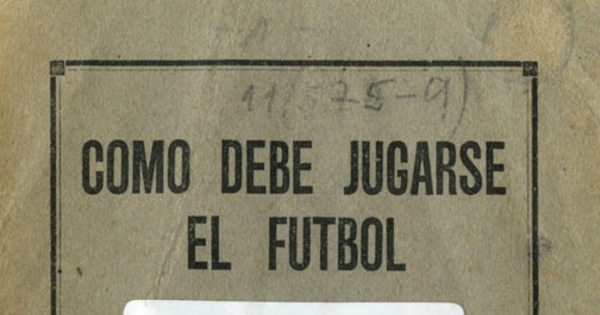 11(575-9)
COMO DEBE JUGARSE
EL FUTBOL